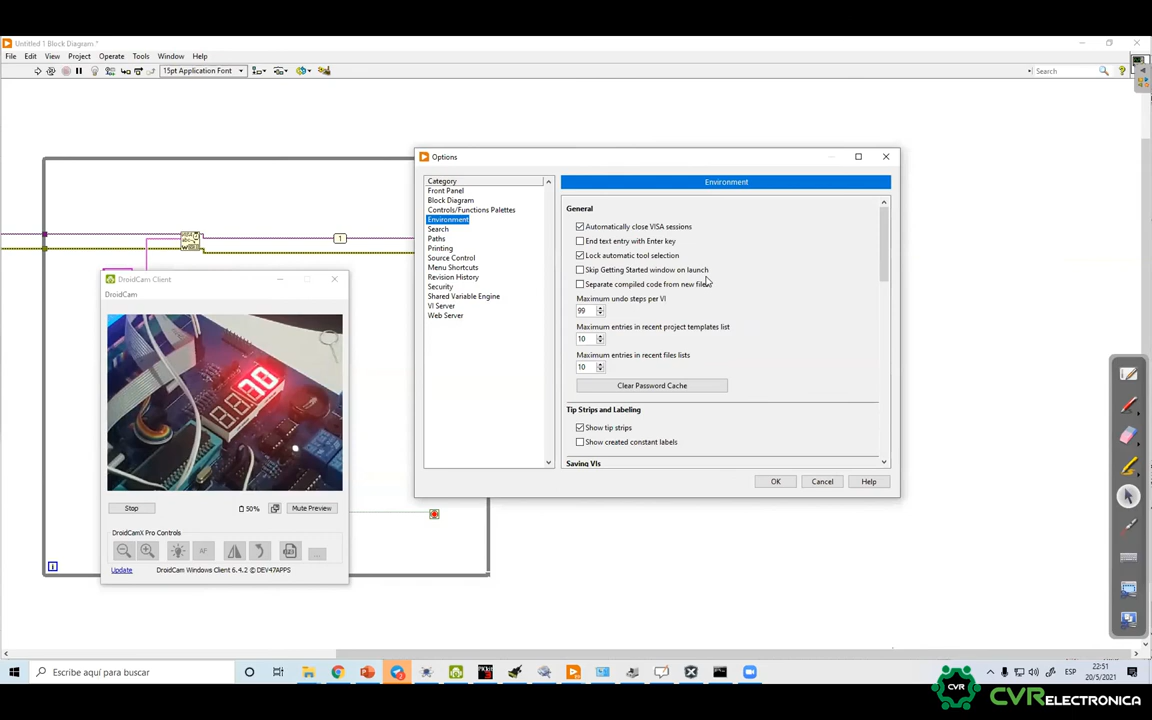 Untitled 1 Block Diagram *
File Edit View Project Operate Tools Window Help
15pt Application Font
Search
1
i
Options
Category
Front Panel
Block Diagram
Controls/Functions Palettes
Environment
Search
Paths
Printing
Source Control
Menu Shortcuts
Revision History
Security
Shared Variable Engine
VI Server
Web Server
Environment
General
Automatically close VISA sessions
End text entry with Enter key
Lock automatic tool selection
Skip Getting Started window on launch
Separate compiled code from new files
Maximum undo steps per VI
99
Maximum entries in recent project templates list
10
Maximum entries in recent files lists
10
Clear Password Cache
Tip Strips and Labeling
Show tip strips
Show created constant labels
Saving VIs
OK Cancel Help
DroidCam Client
DroidCam
70
Stop 50% Mute Preview
DroidCamX Pro Controls
AF
...
Update DroidCam Windows Client 6.4.2 © DEV47APPS
Escribe aquí para buscar
ESP
22:51
20/5/2021
CVR
CVRELECTRONICA